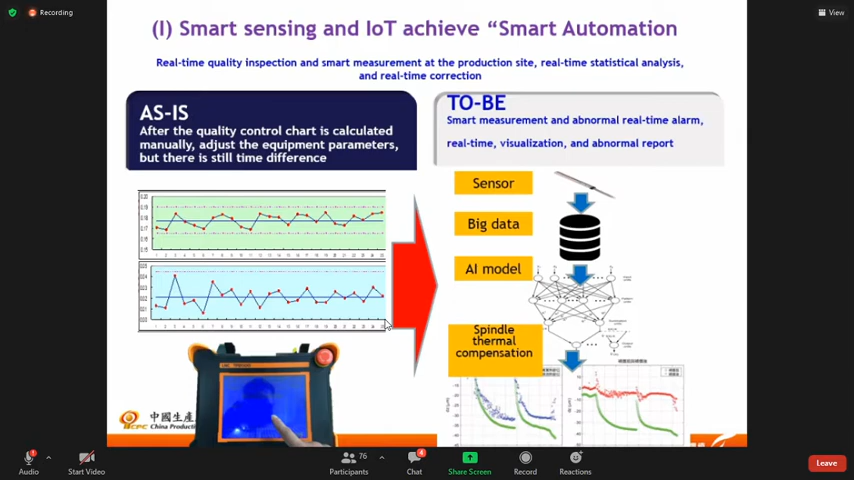 Recording
View
(I) Smart sensing and IoT achieve “Smart Automation
Real-time quality inspection and smart measurement at the production site, real-time statistical analysis,
and real-time correction
AS-IS
After the quality control chart is calculated
manually, adjust the equipment parameters,
but there is still time difference
TO-BE
Smart measurement and abnormal real-time alarm,
real-time, visualization, and abnormal report
Sensor
Big data
AI model
Spindle
thermal
compensation
中國生產
CPC China Producti
Audio
Start Video
76
Participants
4
Chat
Share Screen
Record
Reactions
Leave